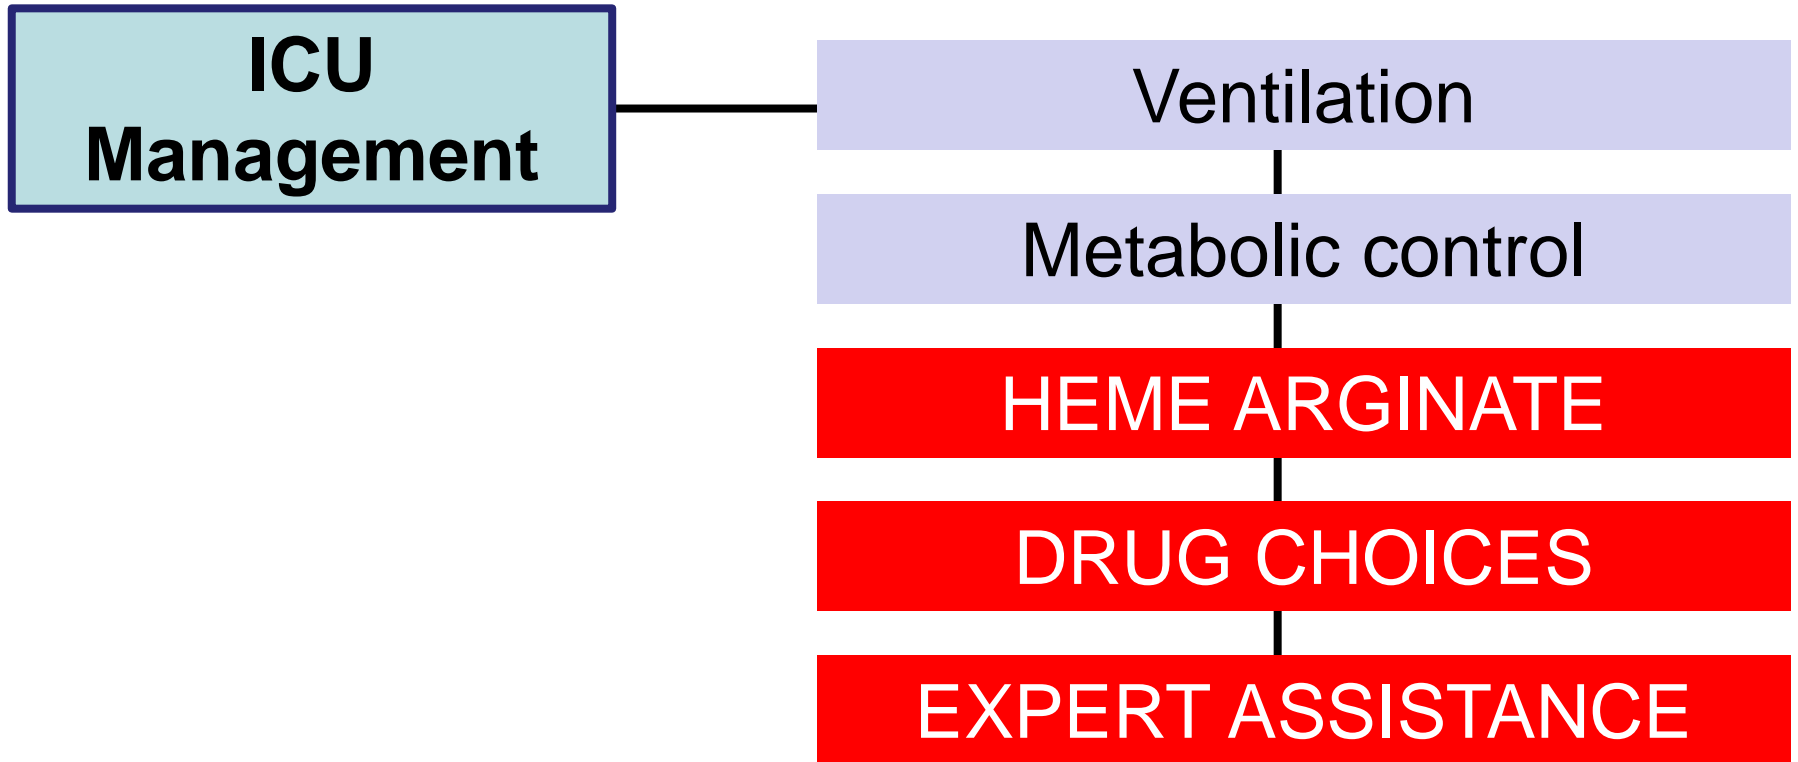 ICU
Management
Ventilation
Metabolic control
HEME ARGINATE
DRUG CHOICES
EXPERT ASSISTANCE